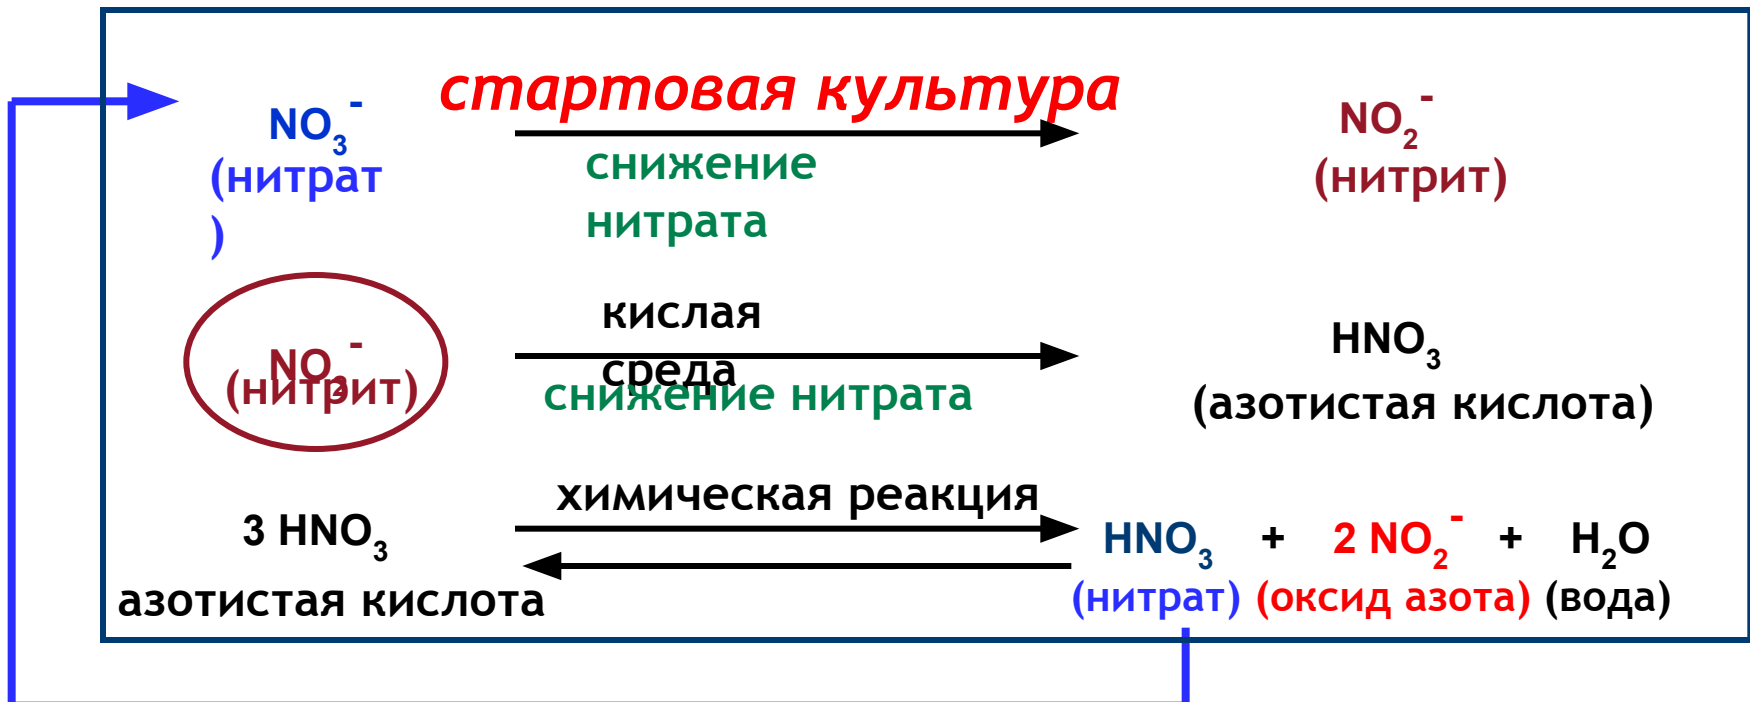 стартовая культура
NO₃⁻
NO₂⁻
(нитрат
)
снижение
нитрата
(нитрит)
кислая
среда
NO₂⁻
(нитрит)
снижение нитрата
HNO₃
(азотистая кислота)
химическая реакция
3 HNO₃
HNO₃ + 2 NO₂⁻ + H₂O
азотистая кислота
(нитрат) (оксид азота) (вода)